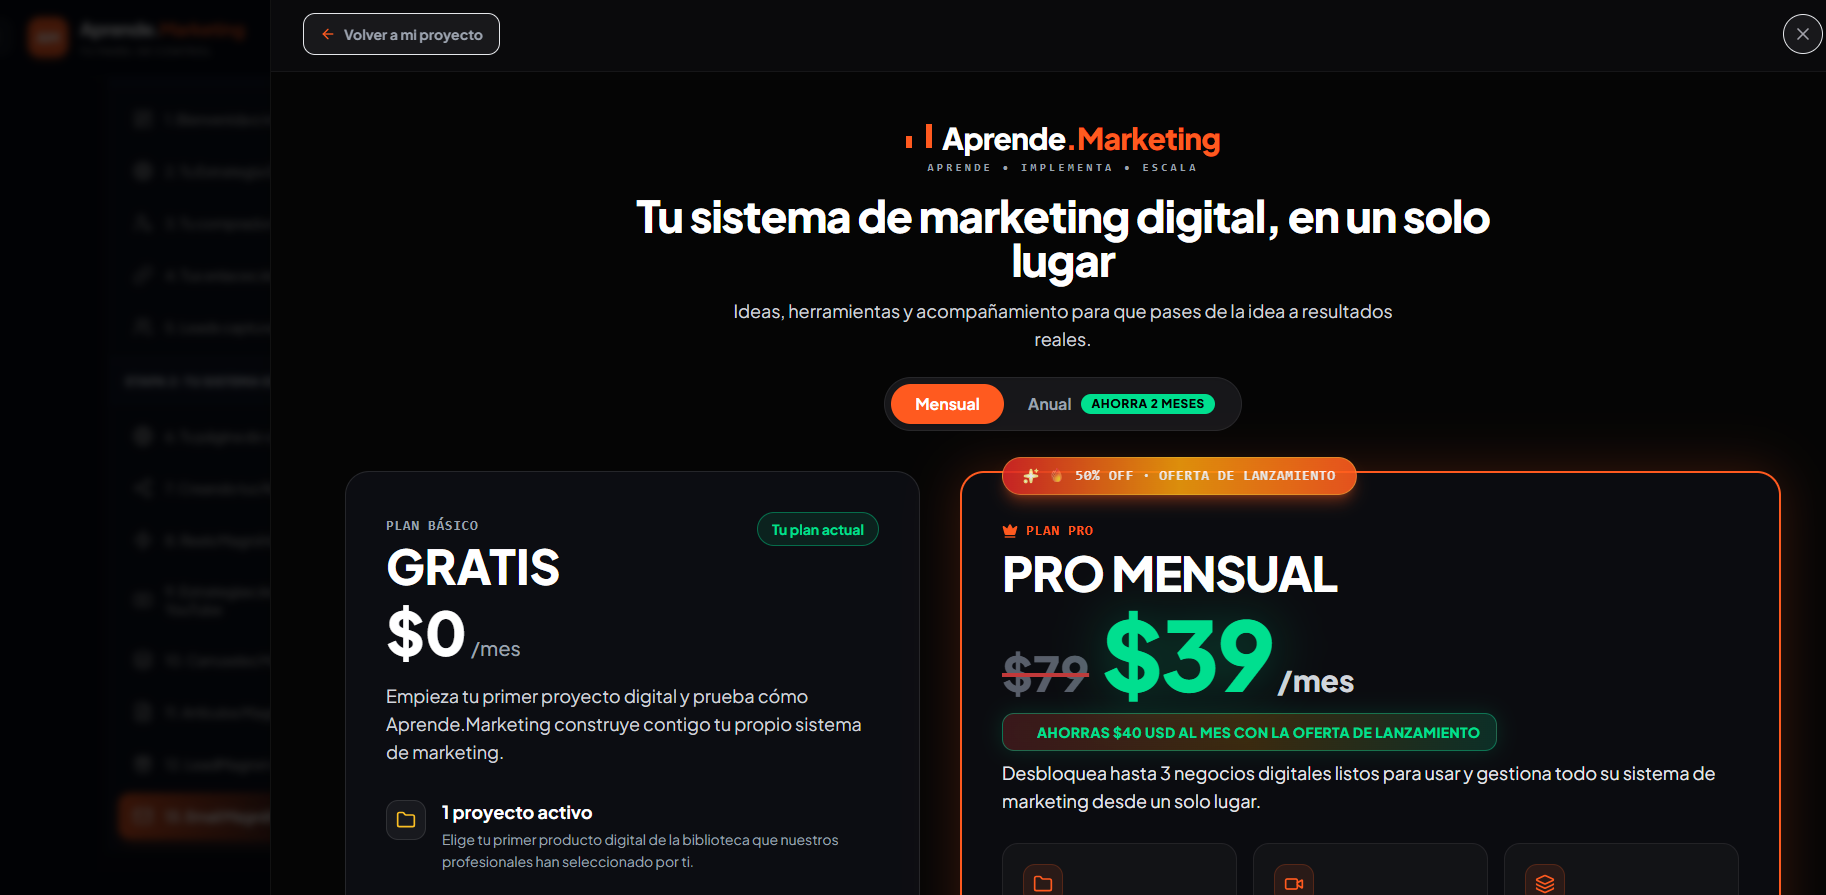 Volver a mi proyecto
Aprende.Marketing
APRENDE • IMPLEMENTA • ESCALA
Tu sistema de marketing digital, en un solo
lugar
Ideas, herramientas y acompañamiento para que pases de la idea a resultados
reales.
Mensual
Anual AHORRA 2 MESES
PLAN BÁSICO
Tu plan actual
GRATIS
$0 /mes
Empieza tu primer proyecto digital y prueba cómo
Aprende.Marketing construye contigo tu propio sistema
de marketing.
1 proyecto activo
Elige tu primer producto digital de la biblioteca que nuestros
profesionales han seleccionado por ti.
50% OFF · OFERTA DE LANZAMIENTO
PLAN PRO
PRO MENSUAL
$79 $39 /mes
AHORRAS $40 USD AL MES CON LA OFERTA DE LANZAMIENTO
Desbloquea hasta 3 negocios digitales listos para usar y gestiona todo su sistema de
marketing desde un solo lugar.